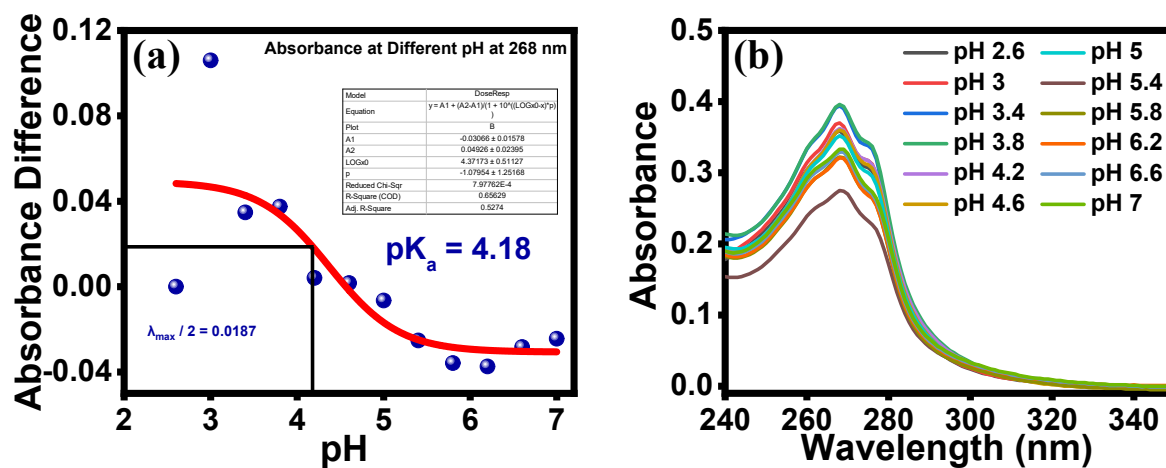 (a)
Absorbance at Different pH at 268 nm
Absorbance Difference
0.12
0.08
0.04
0.00
-0.04
Model DoseResp
Equation y = A1 + (A2-A1)/(1 + 10^((LOGx0-x)*p)
)
Plot B
A1 -0.03066 ± 0.01578
A2 0.04926 ± 0.02395
LOGx0 4.37173 ± 0.51127
p -1.07954 ± 1.25168
Reduced Chi-Sqr 7.97762E-4
R-Square (COD) 0.65629
Adj. R-Square 0.5274
pKa = 4.18
λmax / 2 = 0.0187
2 3 4 5 6 7
pH
(b)
Absorbance
0.5
0.4
0.3
0.2
0.1
0.0
pH 2.6 pH 5
pH 3 pH 5.4
pH 3.4 pH 5.8
pH 3.8 pH 6.2
pH 4.2 pH 6.6
pH 4.6 pH 7
240 260 280 300 320 340
Wavelength (nm)